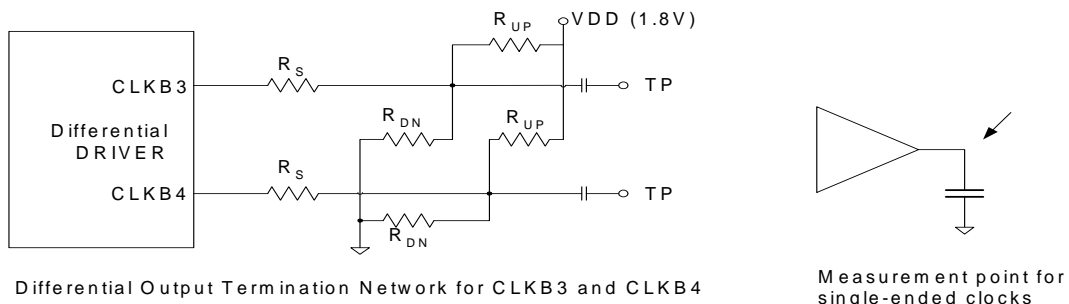 R UP
VDD (1.8V)
R S
CLKB3
TP
R DN
R UP
Differential
DRIVER
R S
CLKB4
TP
R DN
Differential Output Termination Network for CLKB3 and CLKB4
Measurement point for
single-ended clocks